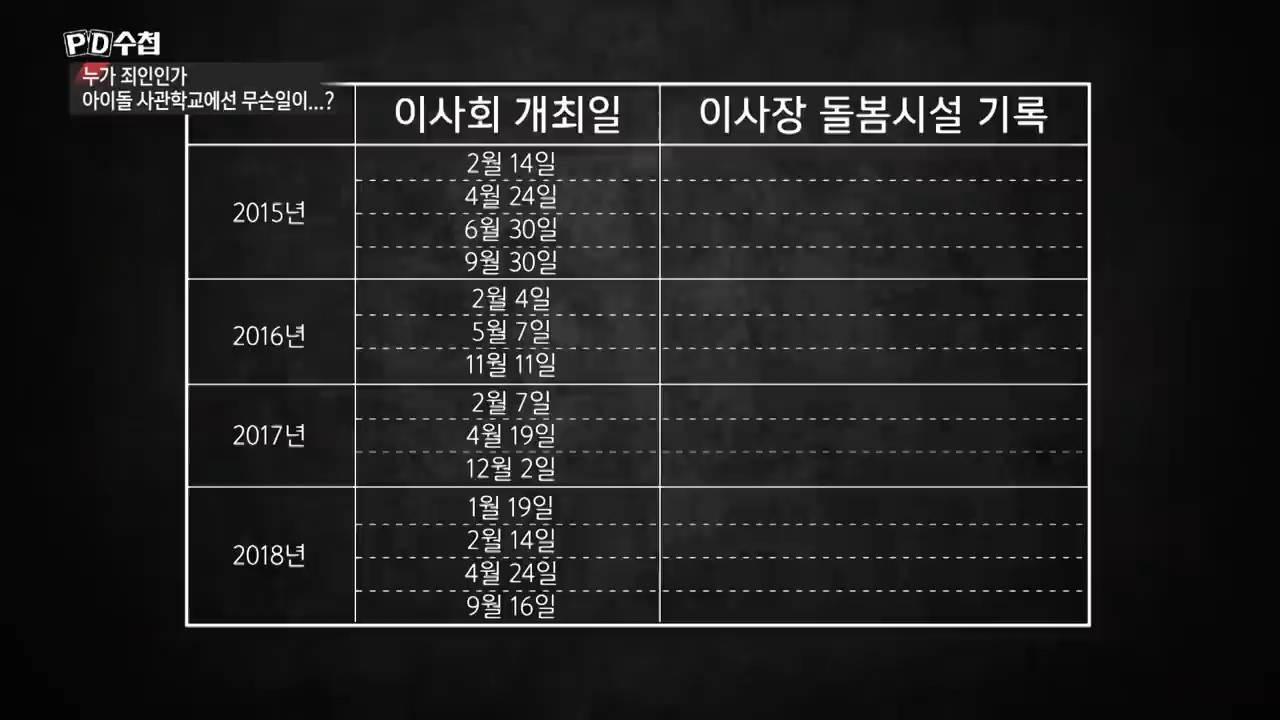 PD수첩
누가 죄인인가
아이돌 사관학교에선 무슨일이...?
이사회 개최일 이사장 돌봄시설 기록
2015년
2월 14일
4월 24일
6월 30일
9월 30일
2016년
2월 4일
5월 7일
11월 11일
2017년
2월 7일
4월 19일
12월 2일
2018년
1월 19일
2월 14일
4월 24일
9월 16일